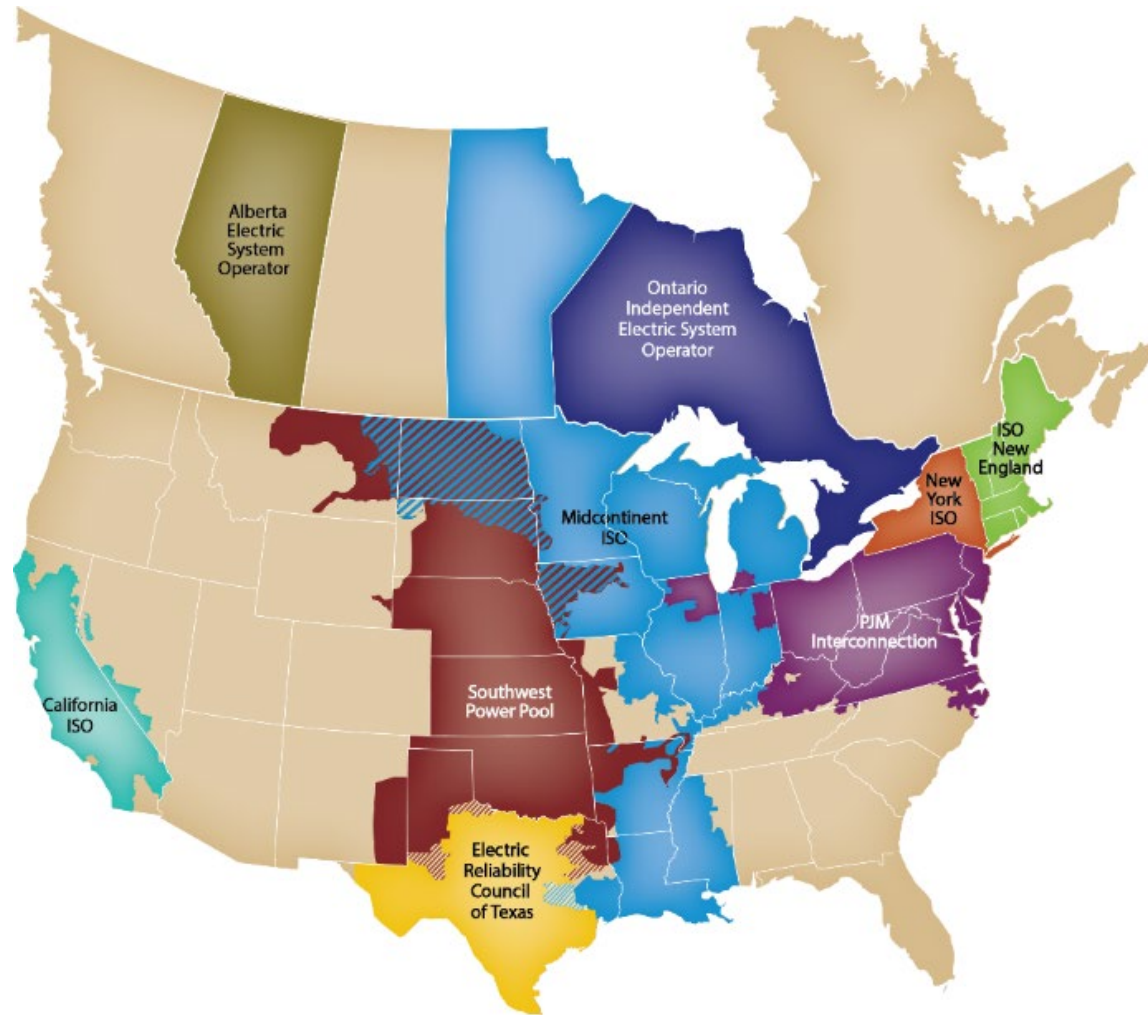 Alberta
Electric
System
Operator
Ontario
Independent
Electric System
Operator
ISO
New
England
New
York
ISO
Midcontinent
ISO
PJM
Interconnection
California
ISO
Southwest
Power Pool
Electric
Reliability
Council
of Texas